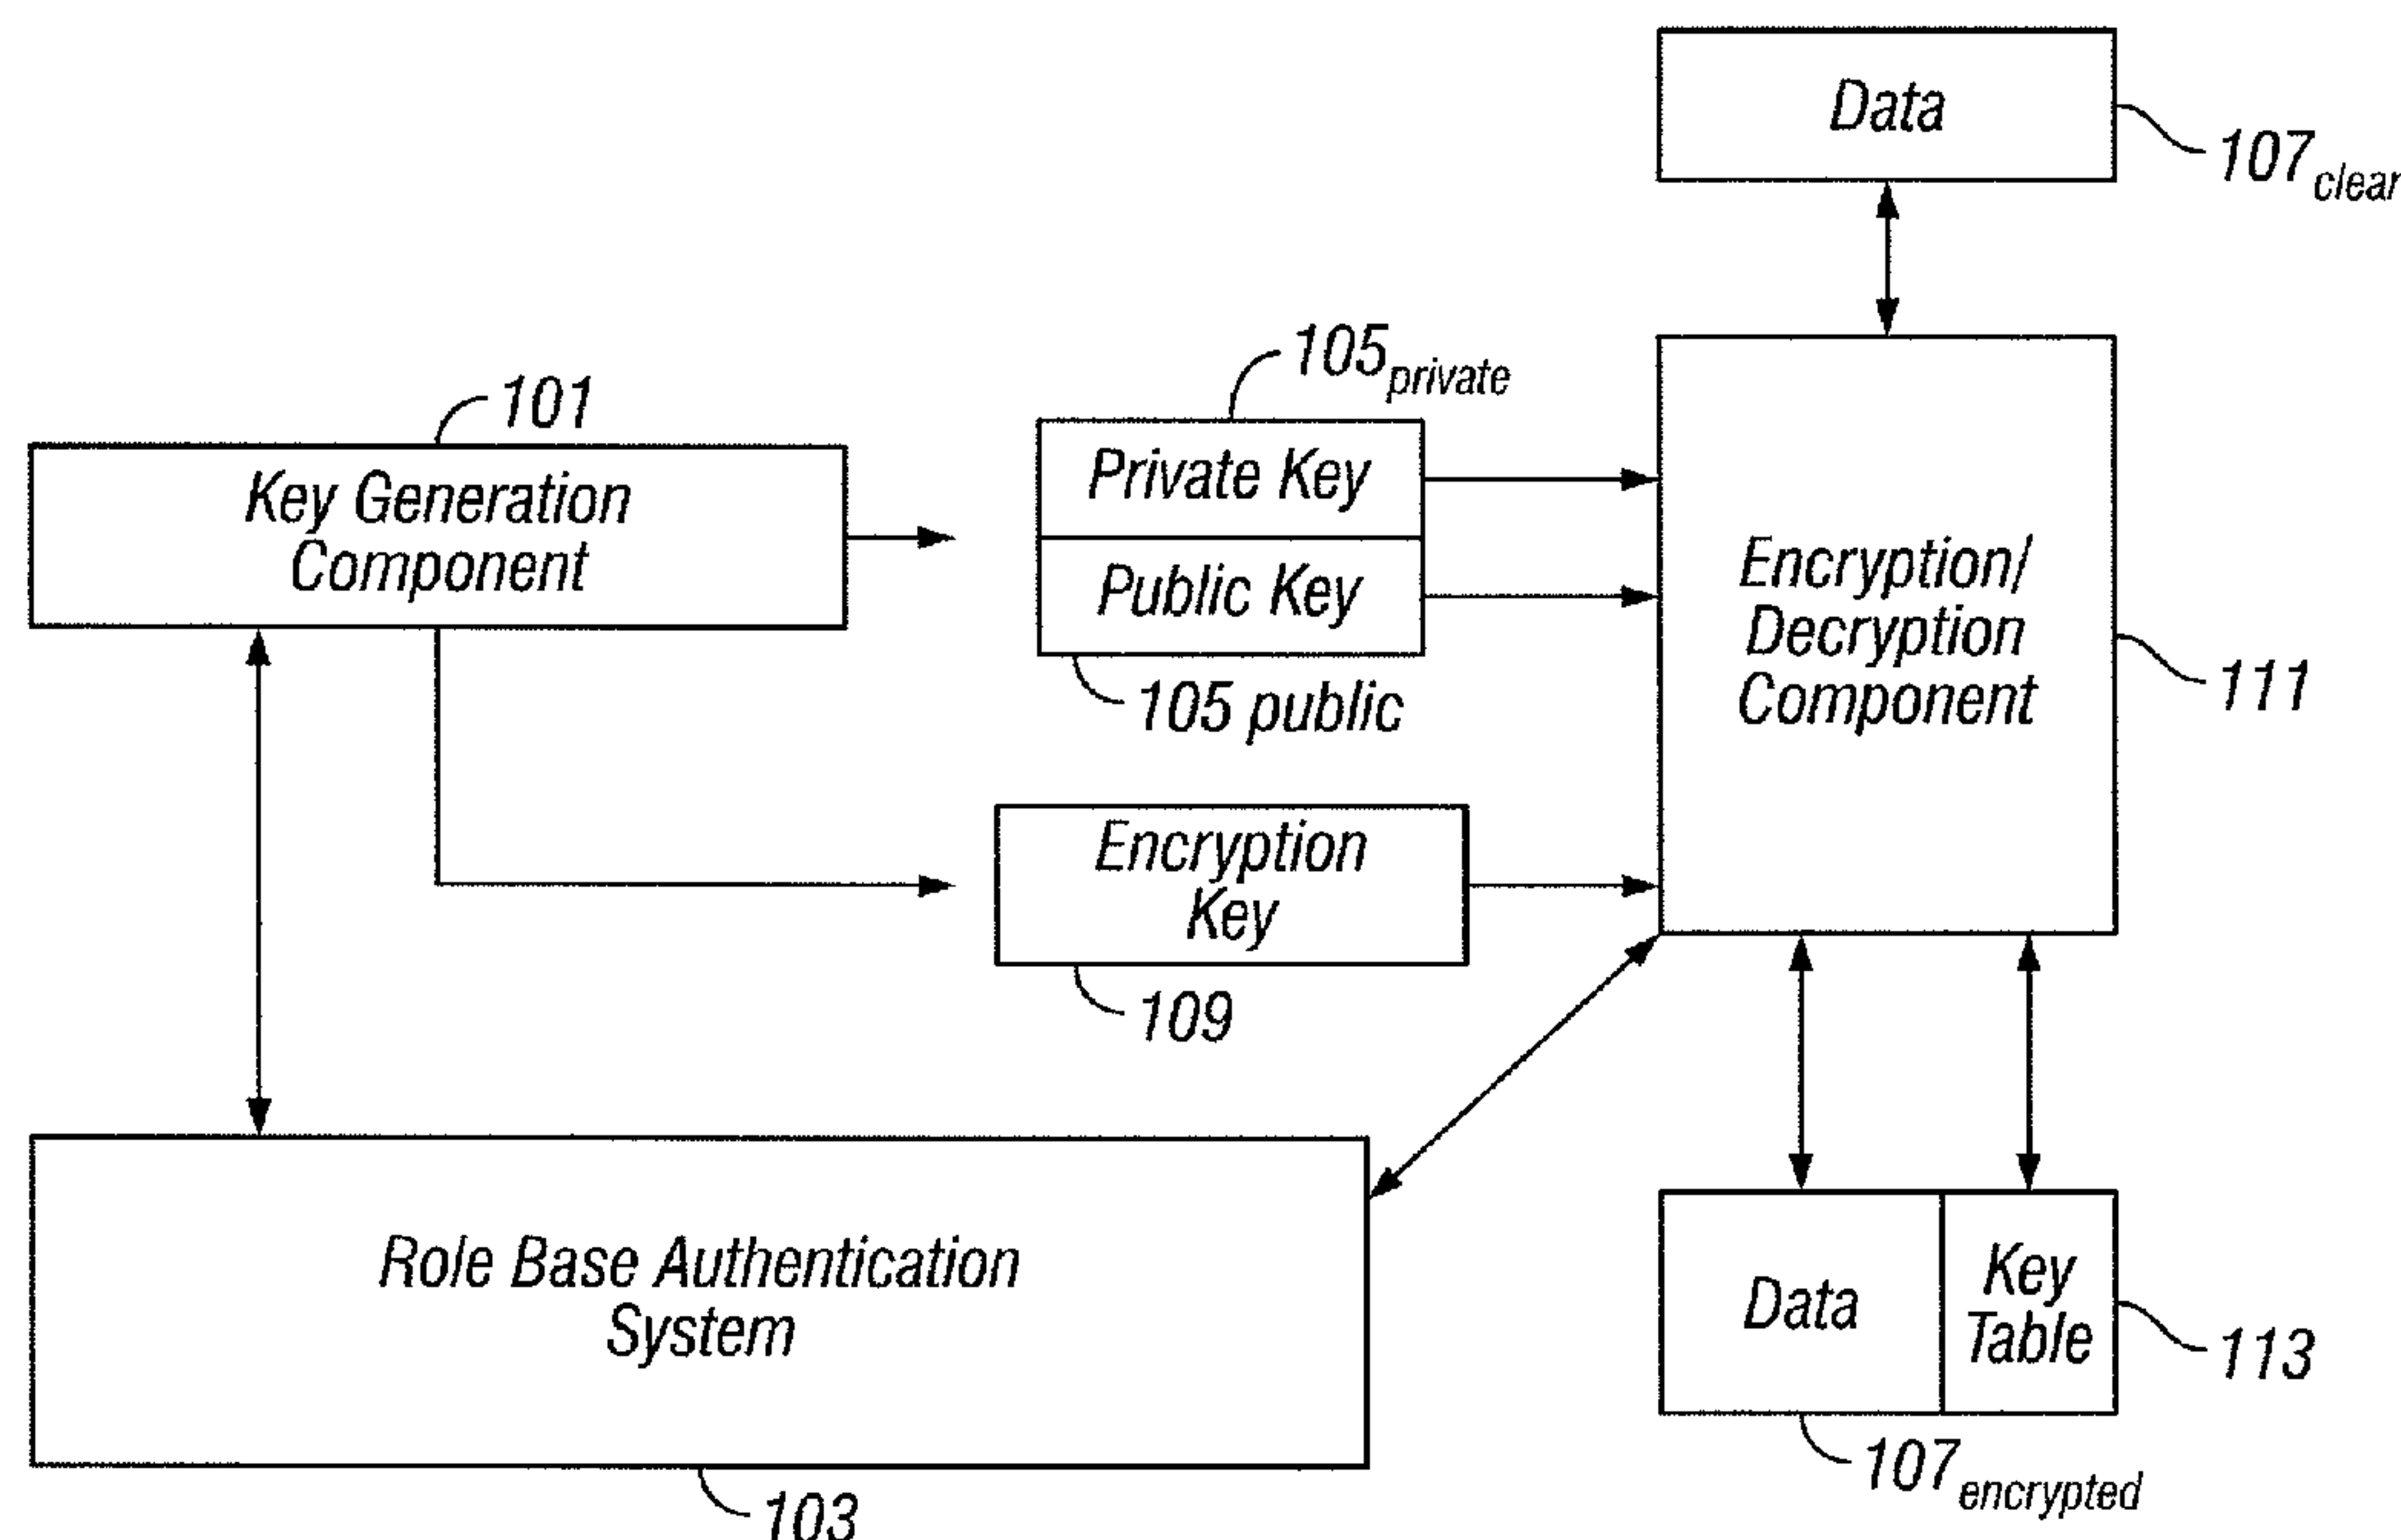 Data
107clear
105private
101
Key Generation
Component
Private Key
Public Key
105 public
Encryption/
Decryption
Component
111
Encryption
Key
109
Role Base Authentication
System
103
Data
Key
Table
113
107encrypted